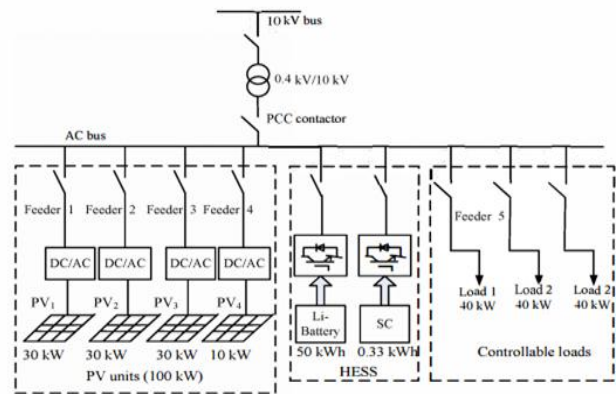 10 kV bus
0.4 kV/10 kV
PCC contactor
AC bus
Feeder 1
Feeder 2
Feeder 3
Feeder 4
DC/AC
DC/AC
DC/AC
DC/AC
PV1
PV2
PV3
PV4
30 kW
30 kW
30 kW
10 kW
PV units (100 kW)
Li-
Battery
SC
50 kWh
0.33 kWh
HESS
Feeder 5
Load 1
40 kW
Load 2
40 kW
Load 2
40 kW
Controllable loads